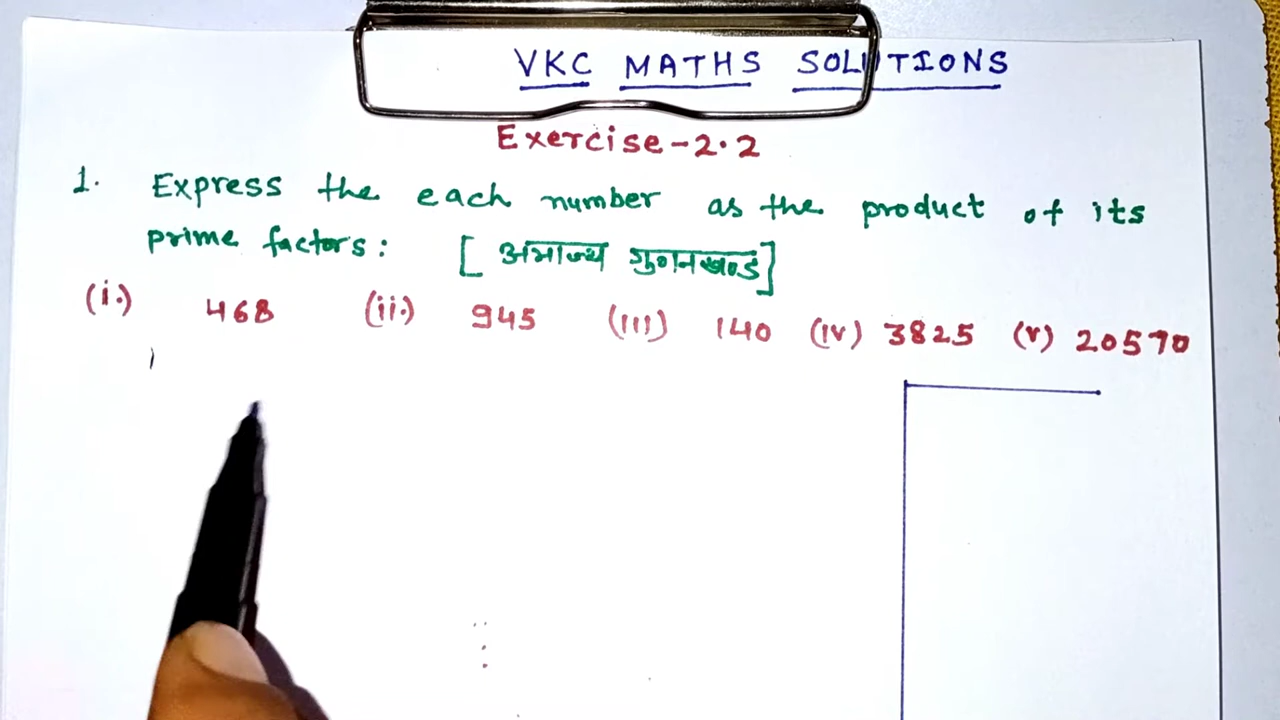 VKC MATHS SOLUTIONS
Exercise-2.2
1. Express the each number as the product of its
prime factors: [अभाज्य गुणनखण्ड]
(i.) 468 (ii.) 945 (III) 140 (IV) 3825 (V) 20570